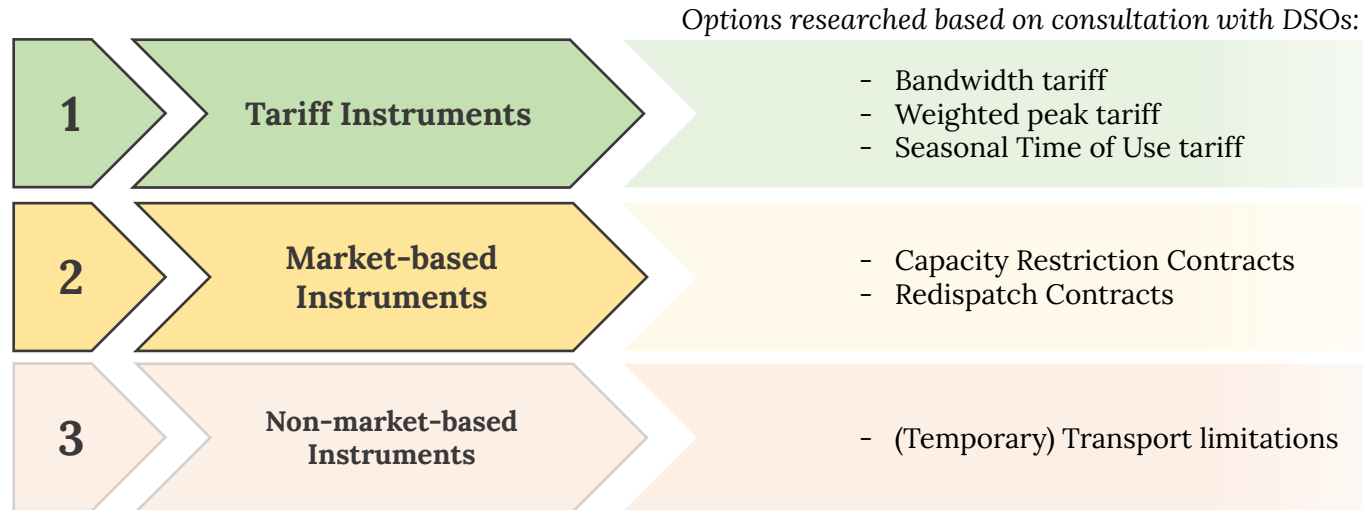 Options researched based on consultation with DSOs:
1
Tariff Instruments
- Bandwidth tariff
- Weighted peak tariff
- Seasonal Time of Use tariff
2
Market-based
Instruments
- Capacity Restriction Contracts
- Redispatch Contracts
3
Non-market-based
Instruments
- (Temporary) Transport limitations